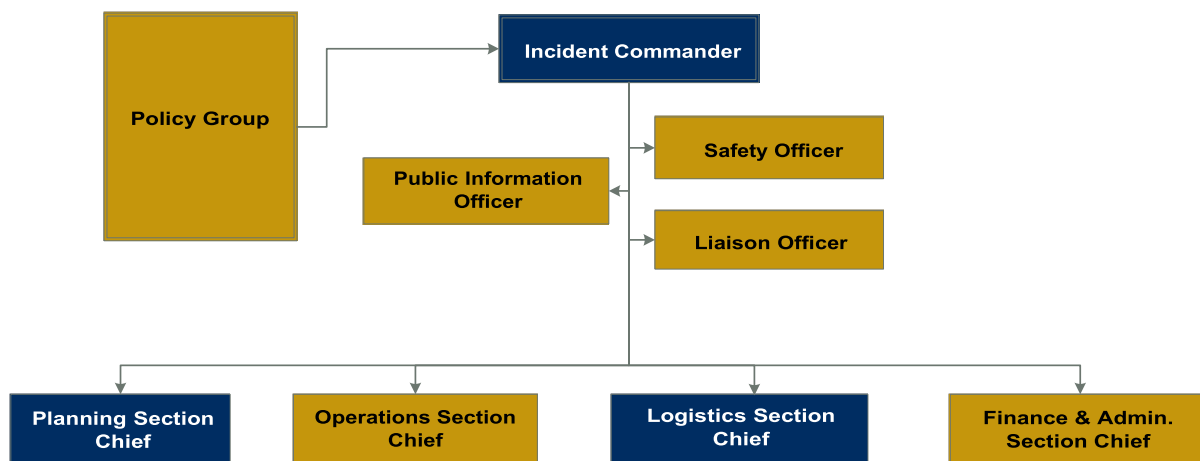 Incident Commander
Policy Group
Safety Officer
Public Information
Officer
Liaison Officer
Planning Section
Chief
Operations Section
Chief
Logistics Section
Chief
Finance & Admin.
Section Chief